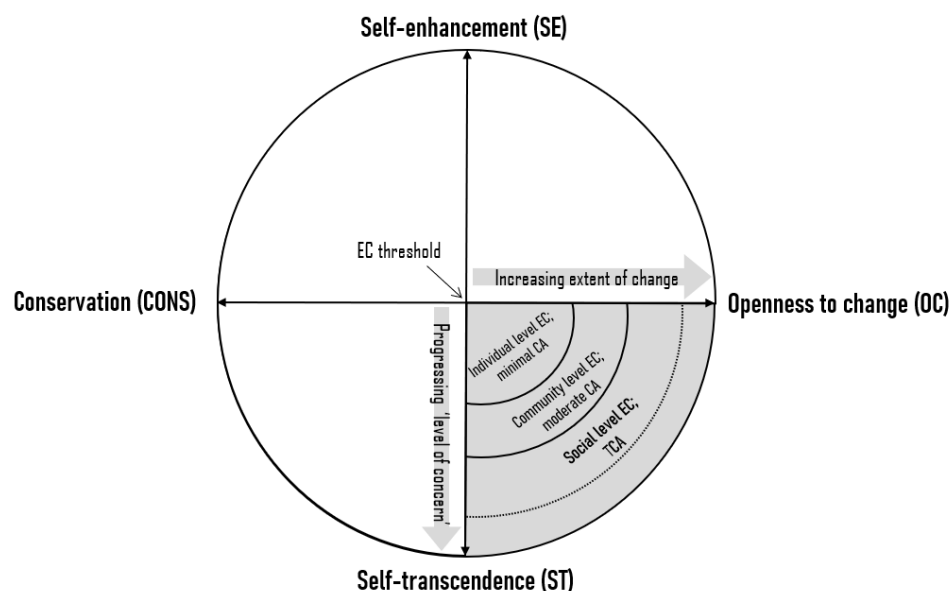 Self-enhancement (SE)
EC threshold
Increasing extent of change
Conservation (CONS)
Openness to change (OC)
Progressing 'level of concern'
Individual level EC;
minimal CA
Community level EC;
moderate CA
Social level EC;
TCA
Self-transcendence (ST)